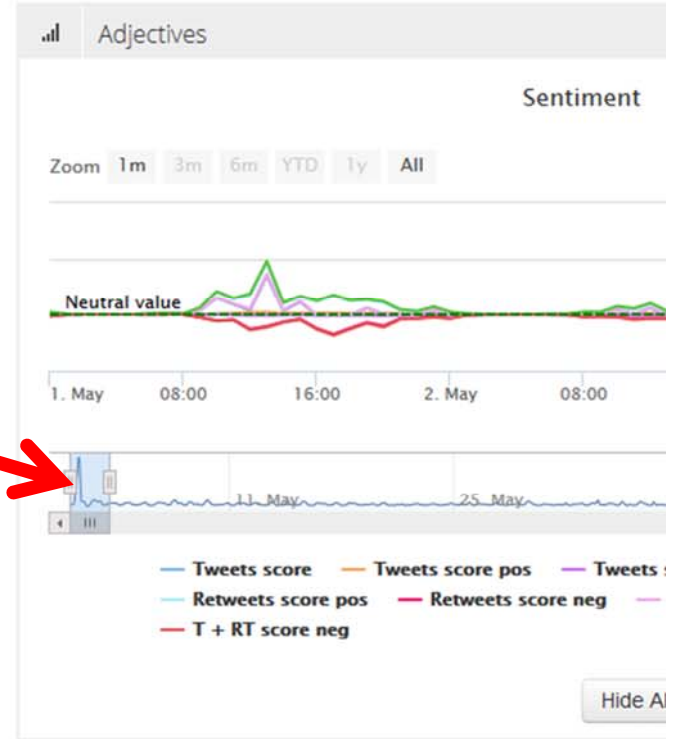 Adjectives
Sentiment
Zoom 1m 3m 6m YTD 1y All
Neutral value
1. May 08:00 16:00 2. May 08:00
11. May 25. May
Tweets score Tweets score pos Tweets
Retweets score pos Retweets score neg
T + RT score neg
Hide